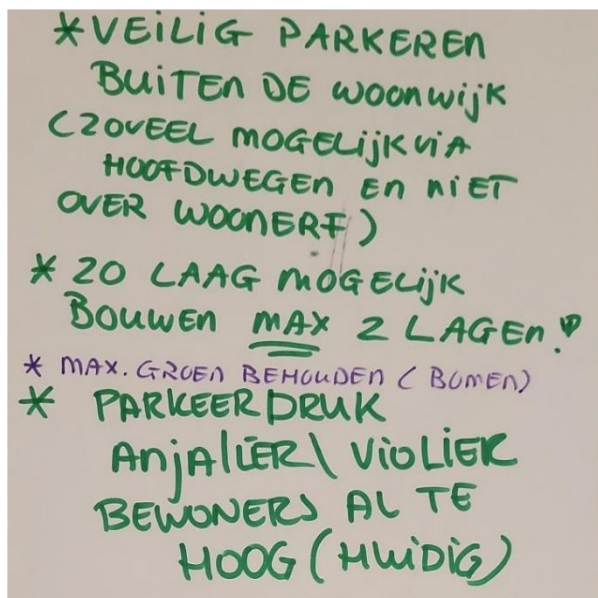 * VEILIG PARKEREN
BUITEN DE WOONWIJK
(ZOVEEL MOGELIJK VIA
HOOFDWEGEN EN NIET
OVER WOONERF)
* ZO LAAG MOGELIJK
BOUWEN MAX 2 LAGEN!
* MAX. GROEN BEHOUDEN (BOMEN)
* PARKEERDRUK
ANJALIER\ VIOLIER
BEWONERS AL TE
HOOG (HUIDIG)